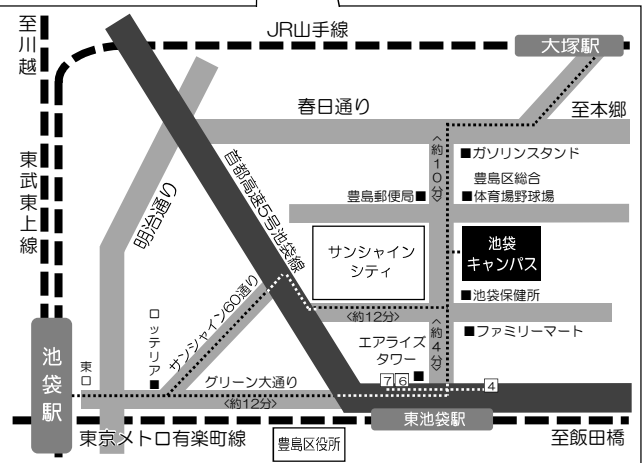 至川越
JR山手線
大塚駅
春日通り
至本郷
東武東上線
明治通り
首都高速5号池袋線
〈約10分〉
■ガソリンスタンド
豊島区総合
■体育場野球場
豊島郵便局■
サンシャイン
シティ
池袋
キャンパス
サンシャイン60通り
ロッテリア■
〈約12分〉
■池袋保健所
〈約4分〉
■ファミリーマート
エアライズ
タワー■
池袋駅
東口
グリーン大通り
〈約12分〉
7 6
4
東池袋駅
東京メトロ有楽町線
豊島区役所
至飯田橋